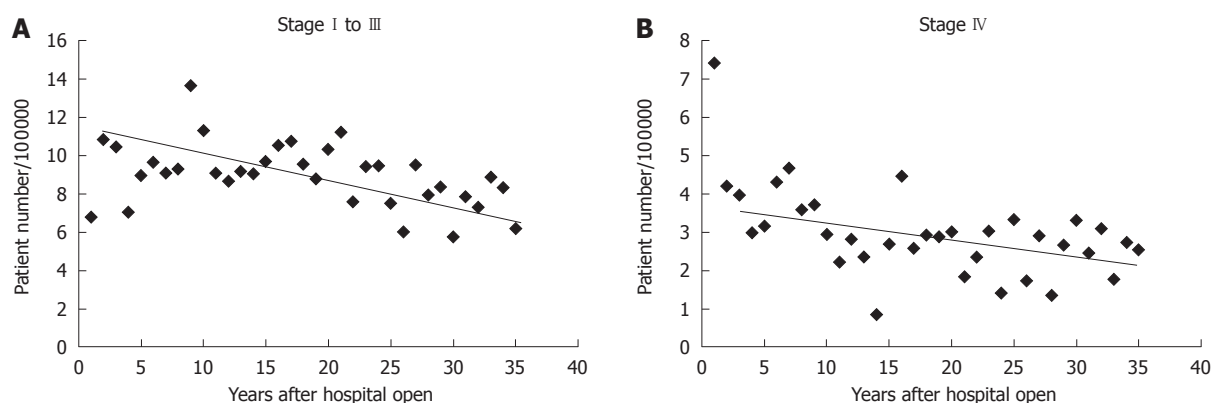 A
Stage Ⅰ to Ⅲ
Patient number/100000
16
14
12
10
8
6
4
2
0
0 5 10 15 20 25 30 35 40
Years after hospital open
B
Stage Ⅳ
Patient number/100000
8
7
6
5
4
3
2
1
0
0 5 10 15 20 25 30 35 40
Years after hospital open